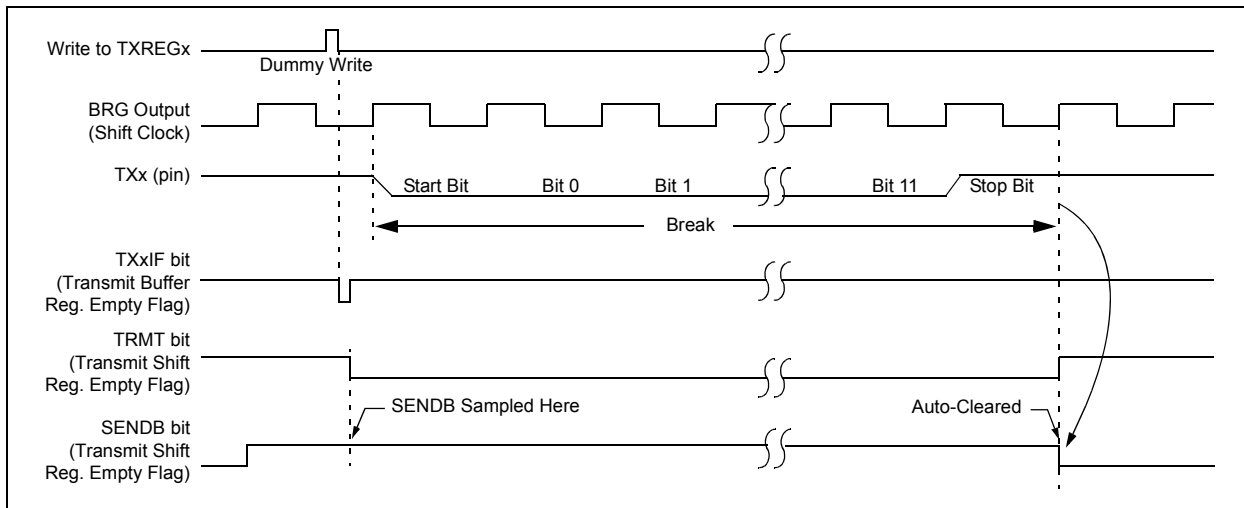 Write to TXREGx
Dummy Write
BRG Output
(Shift Clock)
TXx (pin)
Start Bit
Bit 0
Bit 1
Bit 11
Stop Bit
Break
TXxIF bit
(Transmit Buffer
Reg. Empty Flag)
TRMT bit
(Transmit Shift
Reg. Empty Flag)
SENDB Sampled Here
Auto-Cleared
SENDB bit
(Transmit Shift
Reg. Empty Flag)